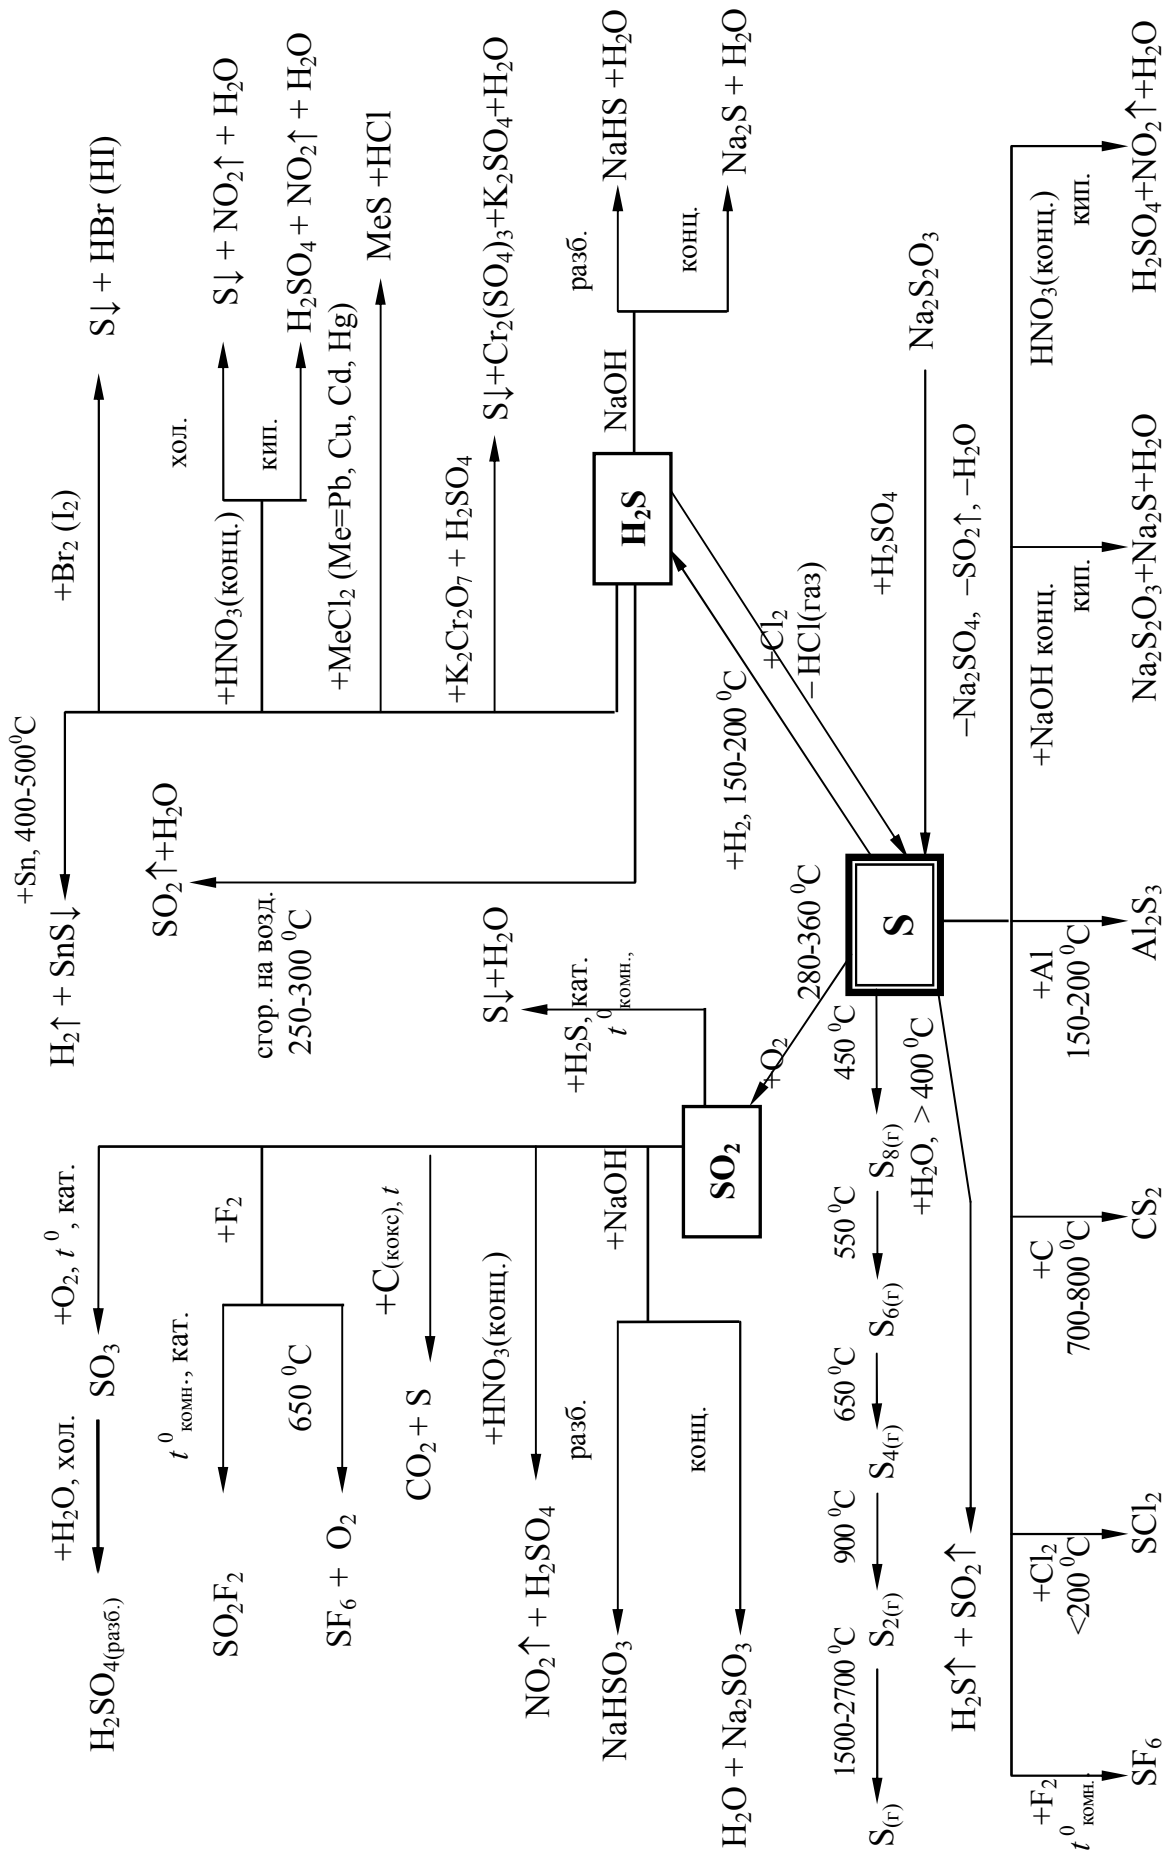 H₂SO₄(разб.)
+H₂O, хол.
SO₃
+O₂, t⁰, кат.
SO₂F₂
t⁰комн., кат.
SF₆ + O₂
650 ⁰C
+F₂
CO₂ + S
+C(кокс), t
NO₂↑ + H₂SO₄
+HNO₃(конц.)
NaHSO₃
разб.
H₂O + Na₂SO₃
конц.
+NaOH
SO₂
+H₂S, кат.
t⁰комн.,
S↓+H₂O
H₂↑ + SnS↓
+Sn, 400-500⁰C
SO₂↑+H₂O
сгор. на возд.
250-300 ⁰C
+Br₂ (I₂)
S↓ + HBr (HI)
+HNO₃(конц.)
хол.
S↓ + NO₂↑ + H₂O
кип.
H₂SO₄ + NO₂↑ + H₂O
+MeCl₂ (Me=Pb, Cu, Cd, Hg)
MeS +HCl
+K₂Cr₂O₇ + H₂SO₄
S↓+Cr₂(SO₄)₃+K₂SO₄+H₂O
H₂S
NaOH
разб.
NaHS +H₂O
конц.
Na₂S + H₂O
+H₂, 150-200 ⁰C
+Cl₂
–HCl(газ)
+O₂
280-360 ⁰C
S
450 ⁰C
S₈(г)
550 ⁰C
S₆(г)
650 ⁰C
S₄(г)
900 ⁰C
S₂(г)
1500-2700 ⁰C
S(г)
+H₂O, > 400 ⁰C
H₂S↑ + SO₂↑
+H₂SO₄
–Na₂SO₄, –SO₂↑, –H₂O
Na₂S₂O₃
+F₂
t⁰комн.
SF₆
+Cl₂
<200 ⁰C
SCl₂
+C
700-800 ⁰C
CS₂
+Al
150-200 ⁰C
Al₂S₃
+NaOH конц.
кип.
Na₂S₂O₃+Na₂S+H₂O
HNO₃(конц.)
кип.
H₂SO₄+NO₂↑+H₂O